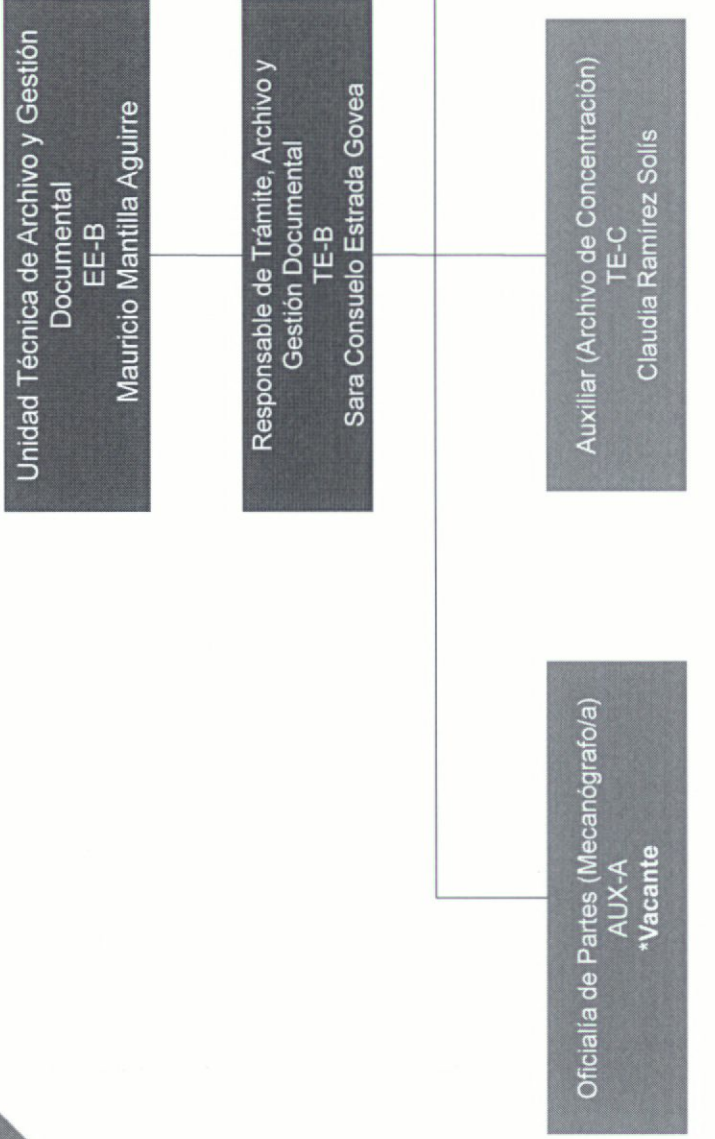 Unidad Técnica de Archivo y Gestión
Documental
EE-B
Mauricio Mantilla Aguirre
Responsable de Trámite, Archivo y
Gestión Documental
TE-B
Sara Consuelo Estrada Govea
Oficialía de Partes (Mecanógrafo/a)
AUX-A
*Vacante
Auxiliar (Archivo de Concentración)
TE-C
Claudia Ramírez Solís